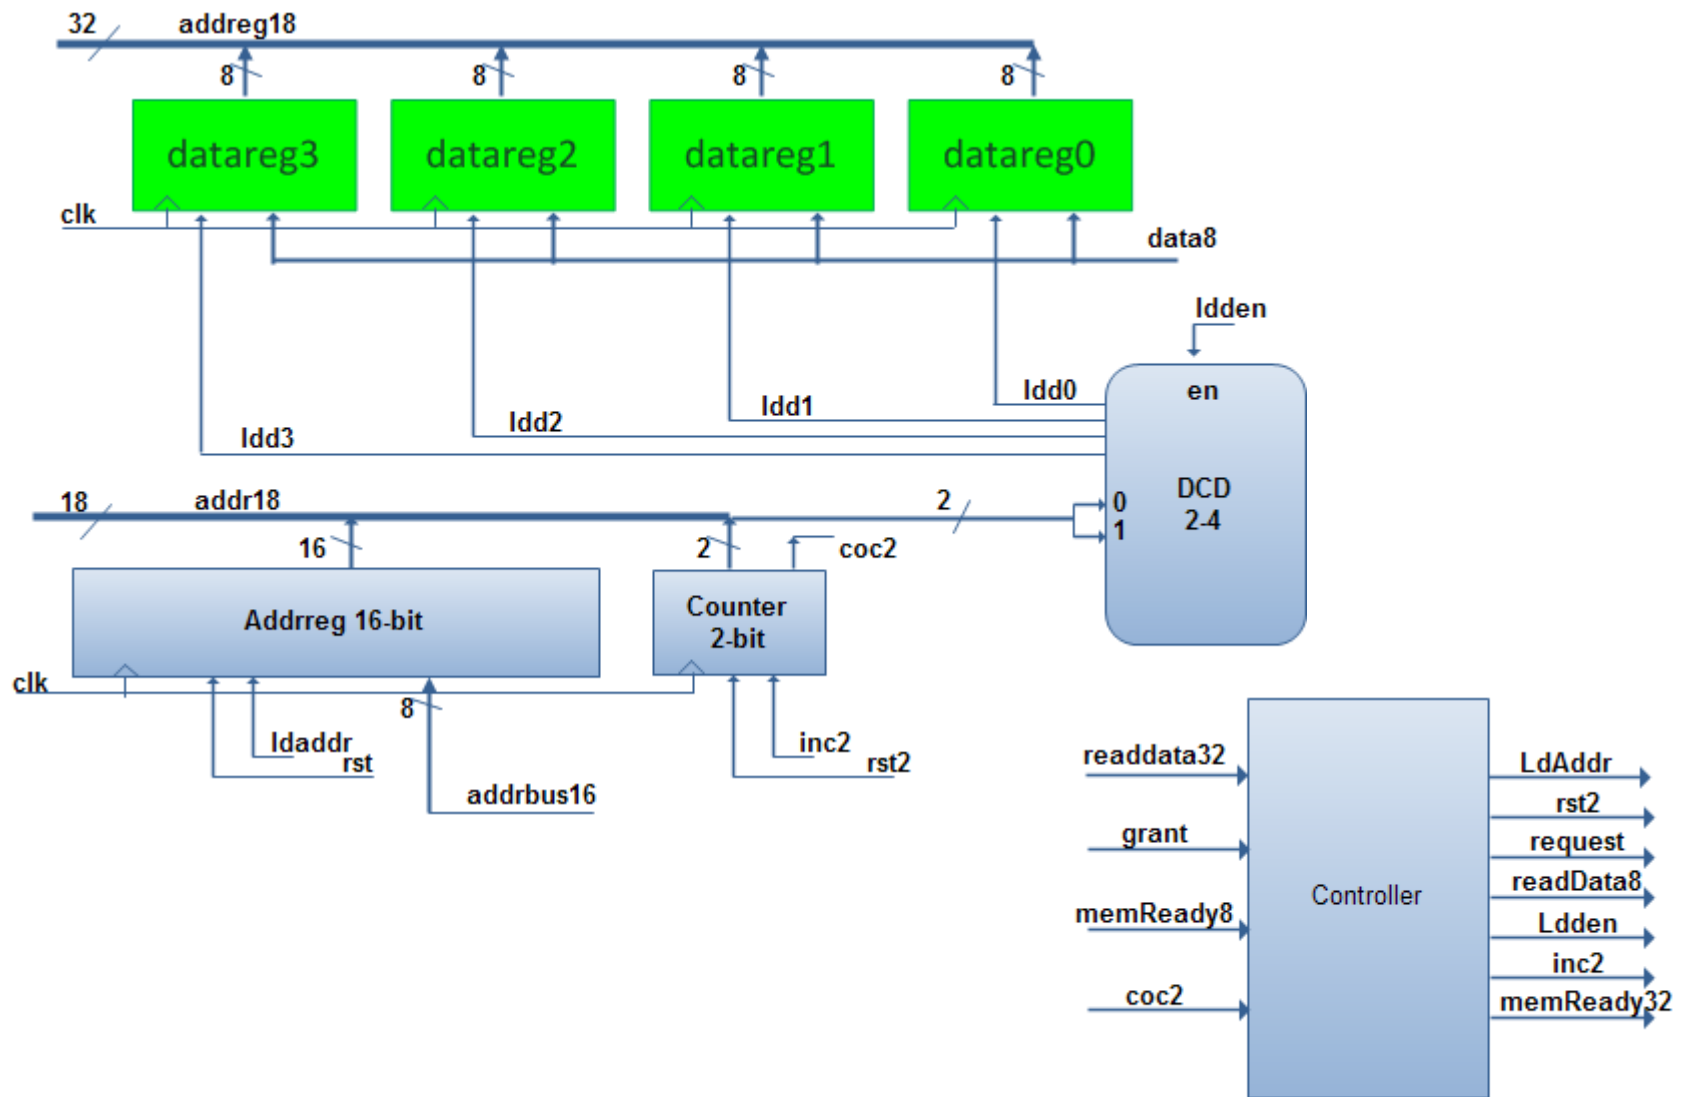 32 addreg18
8 8 8 8
datareg3 datareg2 datareg1 datareg0
clk
data8
ldden
en
ldd0
ldd1
ldd2
ldd3
18 addr18 2
0
DCD
1
2-4
16 2 coc2
Addrreg 16-bit
Counter
2-bit
clk
8
ldaddr
rst
inc2
rst2
addrbus16
readdata32
grant
memReady8
coc2
Controller
LdAddr
rst2
request
readData8
Ldden
inc2
memReady32